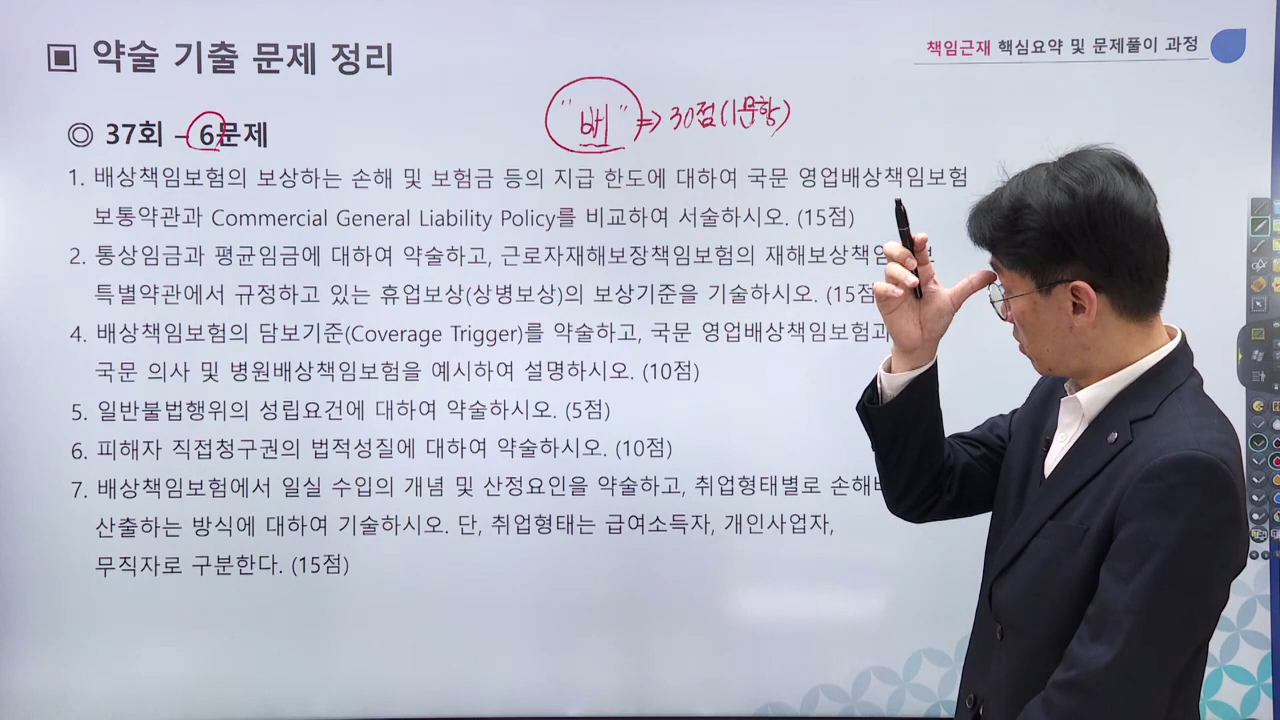 약술 기출 문제 정리
책임근재 핵심요약 및 문제풀이 과정
"배" => 30점(1문항)
◎ 37회 – 6문제
1. 배상책임보험의 보상하는 손해 및 보험금 등의 지급 한도에 대하여 국문 영업배상책임보험
보통약관과 Commercial General Liability Policy를 비교하여 서술하시오. (15점)
2. 통상임금과 평균임금에 대하여 약술하고, 근로자재해보장책임보험의 재해보상책임
특별약관에서 규정하고 있는 휴업보상(상병보상)의 보상기준을 기술하시오. (15점
4. 배상책임보험의 담보기준(Coverage Trigger)를 약술하고, 국문 영업배상책임보험과
국문 의사 및 병원배상책임보험을 예시하여 설명하시오. (10점)
5. 일반불법행위의 성립요건에 대하여 약술하시오. (5점)
6. 피해자 직접청구권의 법적성질에 대하여 약술하시오. (10점)
7. 배상책임보험에서 일실 수입의 개념 및 산정요인을 약술하고, 취업형태별로
산출하는 방식에 대하여 기술하시오. 단, 취업형태는 급여소득자, 개인사업자,
무직자로 구분한다. (15점)